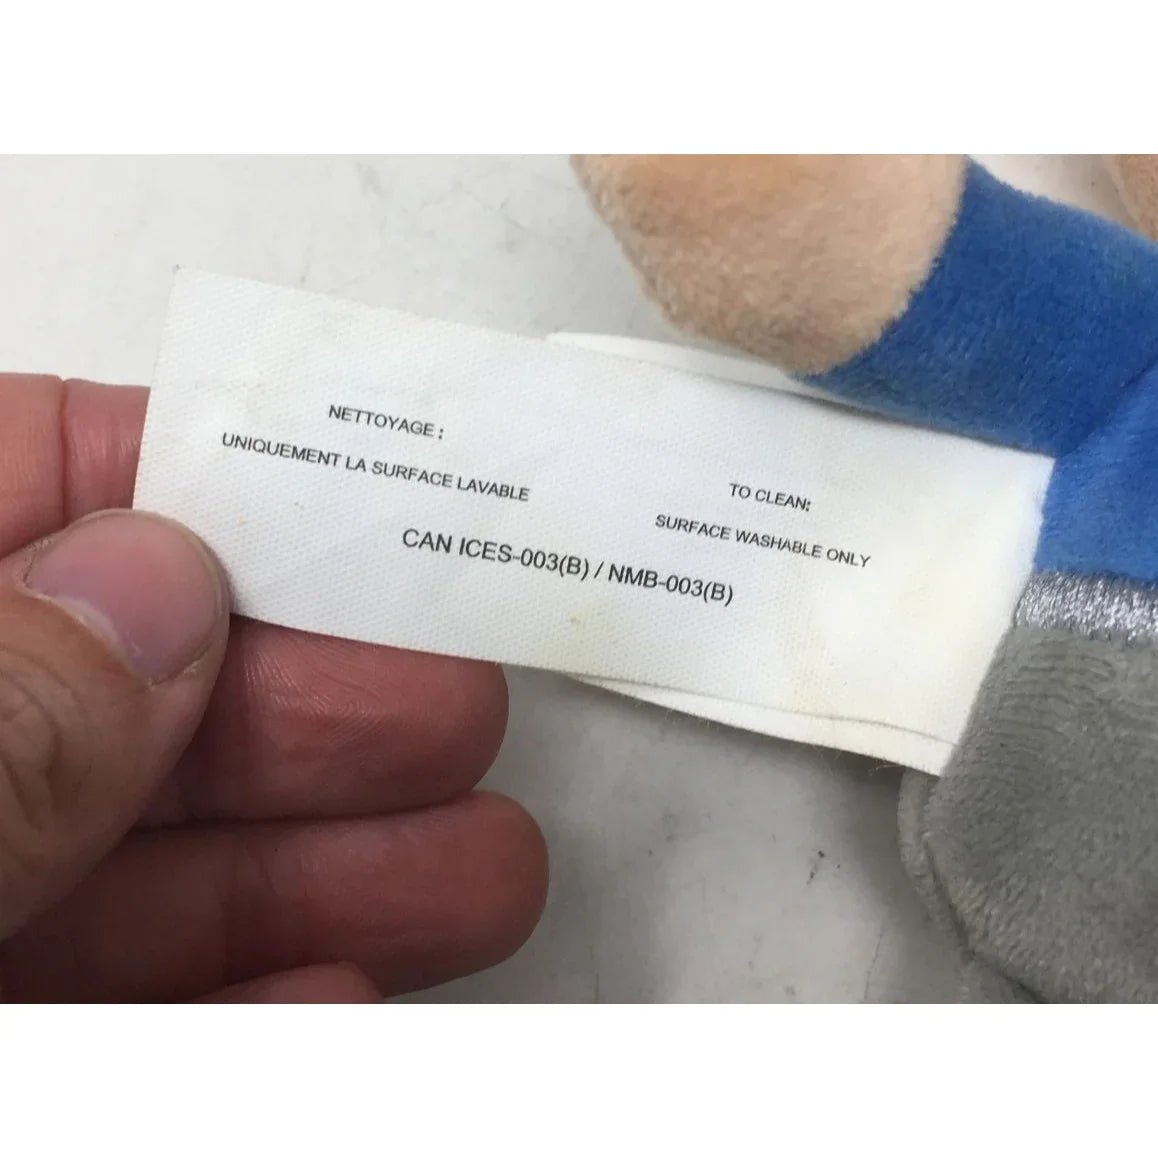 NETTOYAGE :
UNIQUEMENT LA SURFACE LAVABLE
TO CLEAN:
SURFACE WASHABLE ONLY
CAN ICES-003(B) / NMB-003(B)